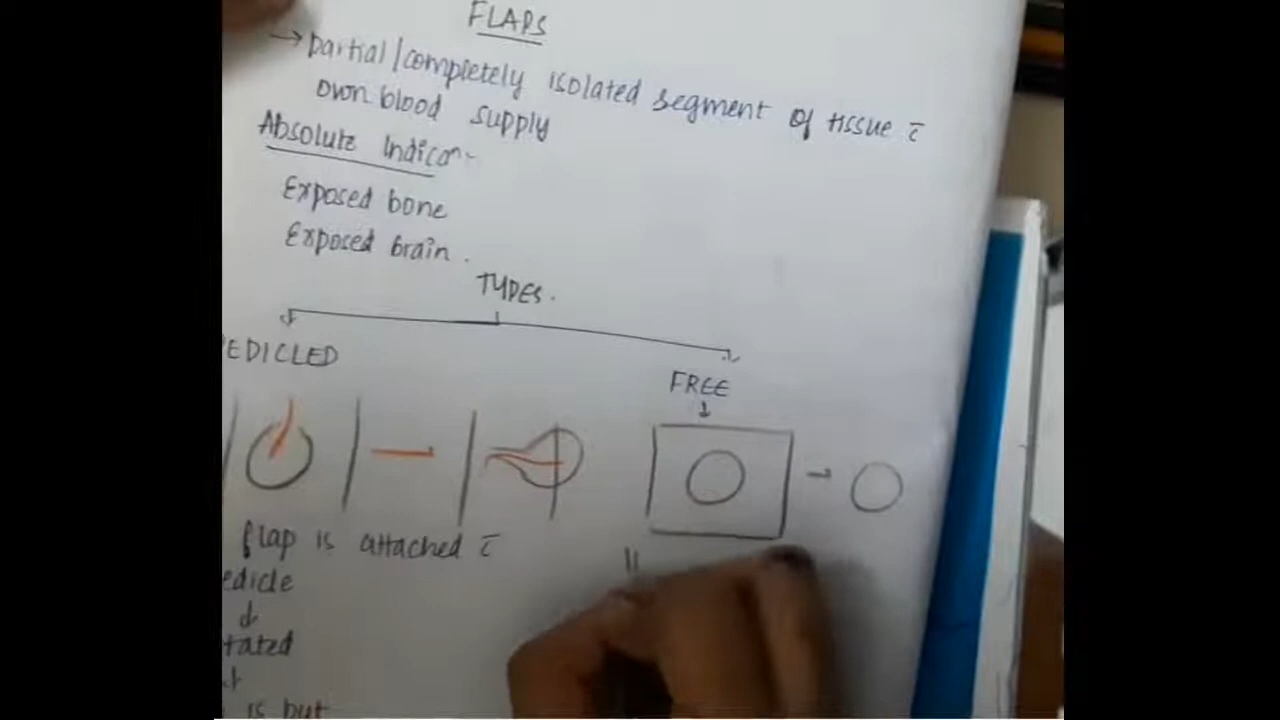 FLAPS
→ partial/completely isolated segment of tissue c̄
own blood supply
Absolute Indican-
Exposed bone
Exposed brain.
TYPES.
EDICLED
FREE
flap is attached c̄
edicle
tated
is but